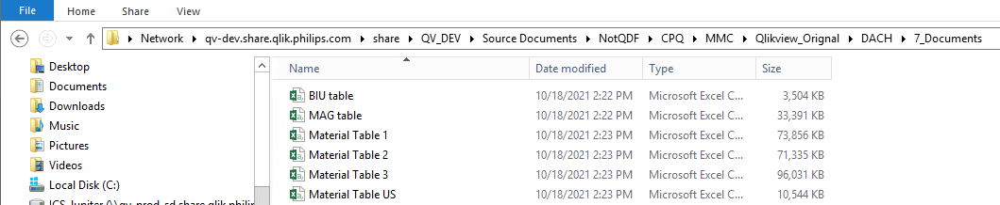 File Home Share View
Network qv-dev.share.qlik.philips.com share QV_DEV Source Documents NotQDF CPQ MMC Qlikview_Orignal DACH 7_Documents
Desktop
Documents
Downloads
Music
Pictures
Videos
Local Disk (C:)
Name Date modified Type Size
BIU table 10/18/2021 2:22 PM Microsoft Excel C... 3,504 KB
MAG table 10/18/2021 2:22 PM Microsoft Excel C... 33,391 KB
Material Table 1 10/18/2021 2:23 PM Microsoft Excel C... 73,856 KB
Material Table 2 10/18/2021 2:23 PM Microsoft Excel C... 71,335 KB
Material Table 3 10/18/2021 2:23 PM Microsoft Excel C... 96,031 KB
Material Table US 10/18/2021 2:23 PM Microsoft Excel C... 10,544 KB